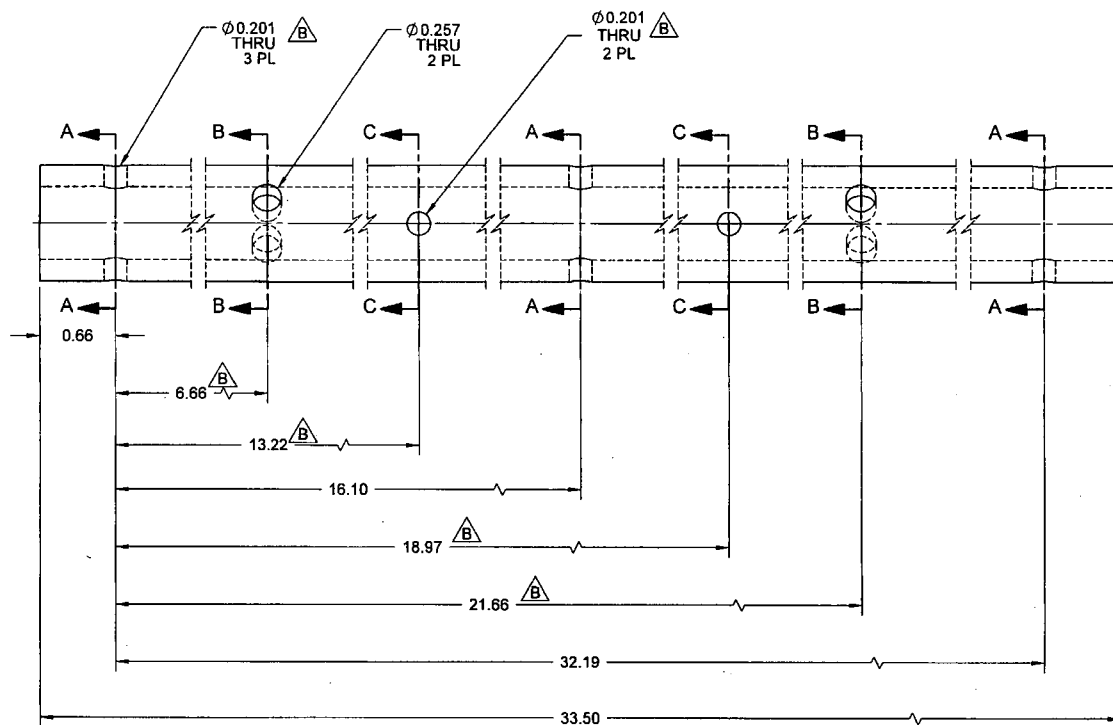 Ø0.201 B
THRU
3 PL
Ø0.257
THRU
2 PL
Ø0.201 B
THRU
2 PL
A B C A C B A
A B C A C B A
0.66
6.66 B
13.22 B
16.10
18.97 B
21.66 B
32.19
33.50